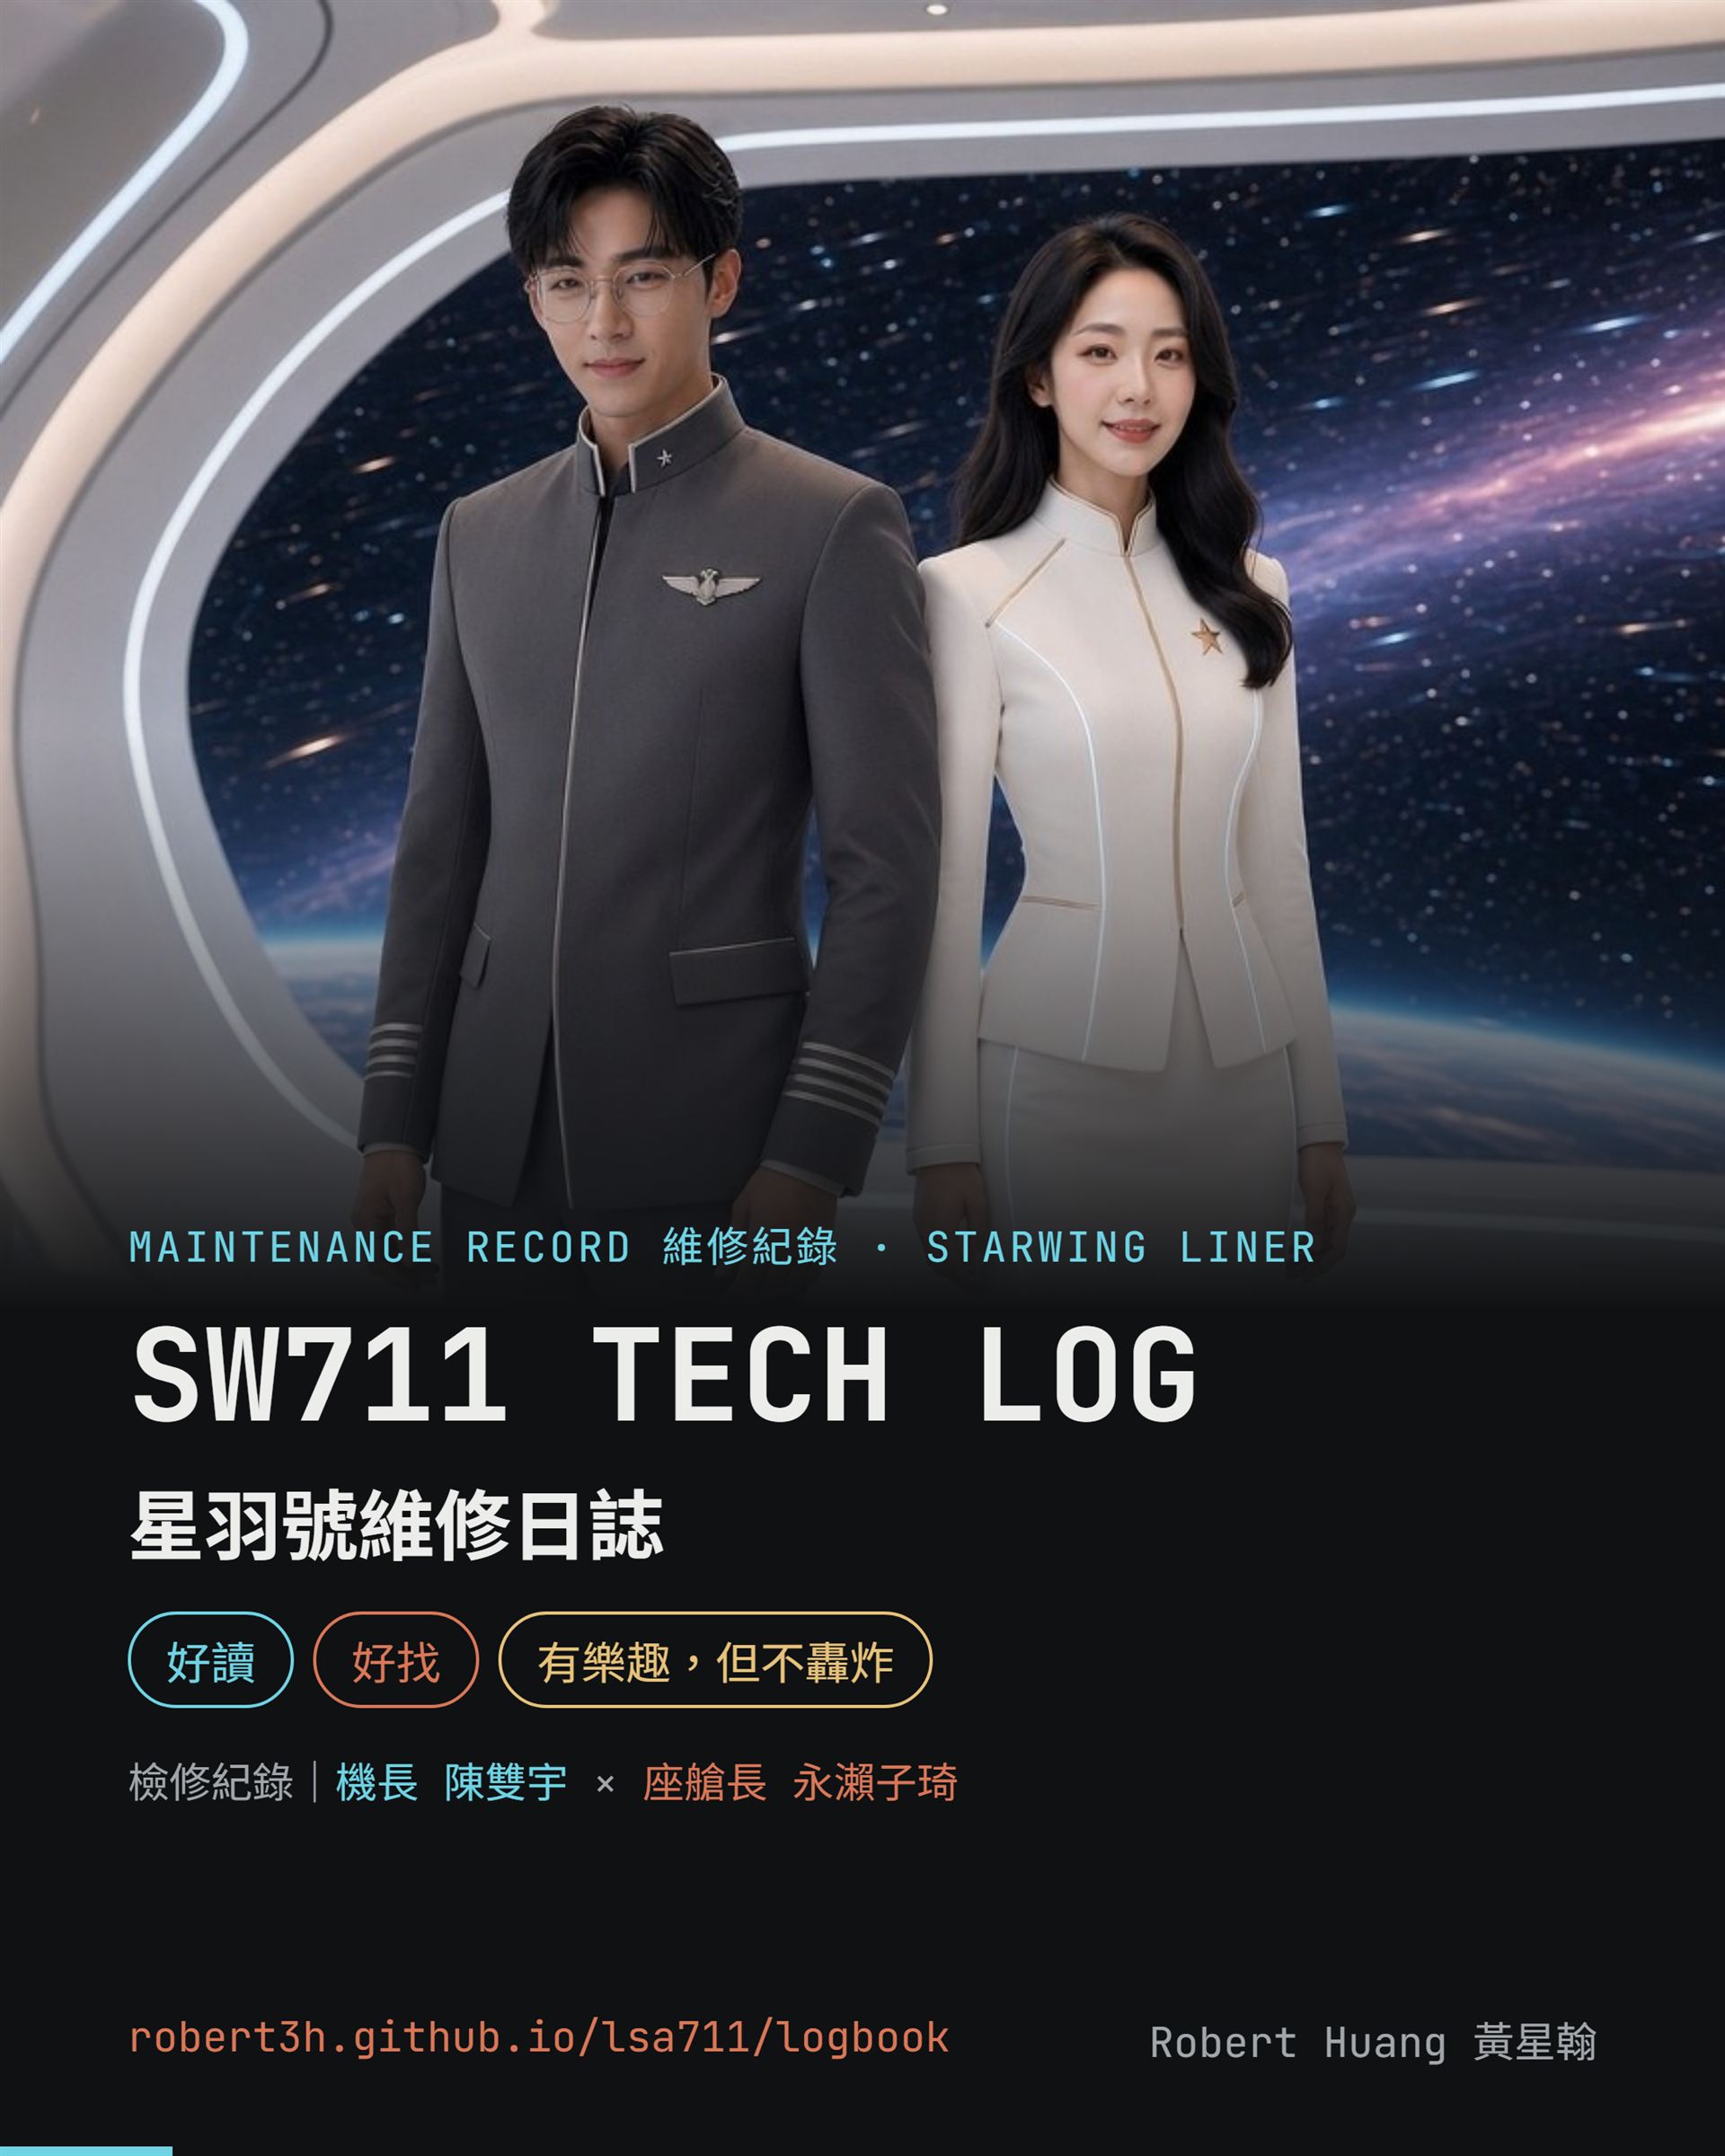 MAINTENANCE RECORD 維修紀錄 · STARWING LINER
SW711 TECH LOG
星羽號維修日誌
好讀 好找 有樂趣，但不轟炸
檢修紀錄｜機長 陳雙宇 × 座艙長 永瀨子琦
robert3h.github.io/lsa711/logbook
Robert Huang 黃星翰